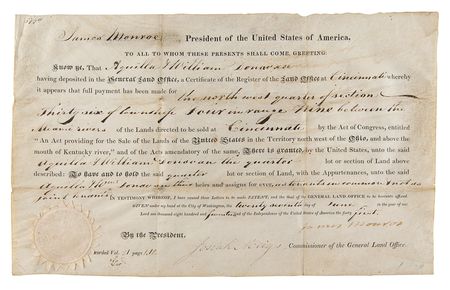 James Monroe President of the United States of America,
TO ALL TO WHOM THESE PRESENTS SHALL COME, GREETING:
Know ye, That Aquilla & William Donovan
having deposited in the General Land Office, a Certificate of the Register of the Land Office at Cincinnati whereby
it appears that full payment has been made for the north west quarter of section
Thirty six of township Four in range Nine between the
Miami rivers of the Lands directed to be sold at Cincinnati by the Act of Congress, entitled
"An Act providing for the Sale of the Lands of the United States in the Territory north west of the Ohio, and above the
mouth of Kentucky river," and of the Acts amendatory of the same, There is granted, by the United States, unto the said
Aquilla & William Donovan the quarter lot or section of Land above
described: To have and to hold the said quarter lot or section of Land, with the Appurtenances, unto the said
Aquilla & Donovan their heirs and assigns for ever, as tenants in common & not as
joint tenants. IN TESTIMONY WHEREOF, I have caused these Letters to be made PATENT, and the Seal of the GENERAL LAND OFFICE to be hereunto affixed.
GIVEN under my hand at the City of Washington, the twenty seventh day of June in the year of our
Lord one thousand eight hundred and of the Independence of the United States of America the forty first.
By the President, James Monroe
Josiah Meigs Commissioner of the General Land Office.